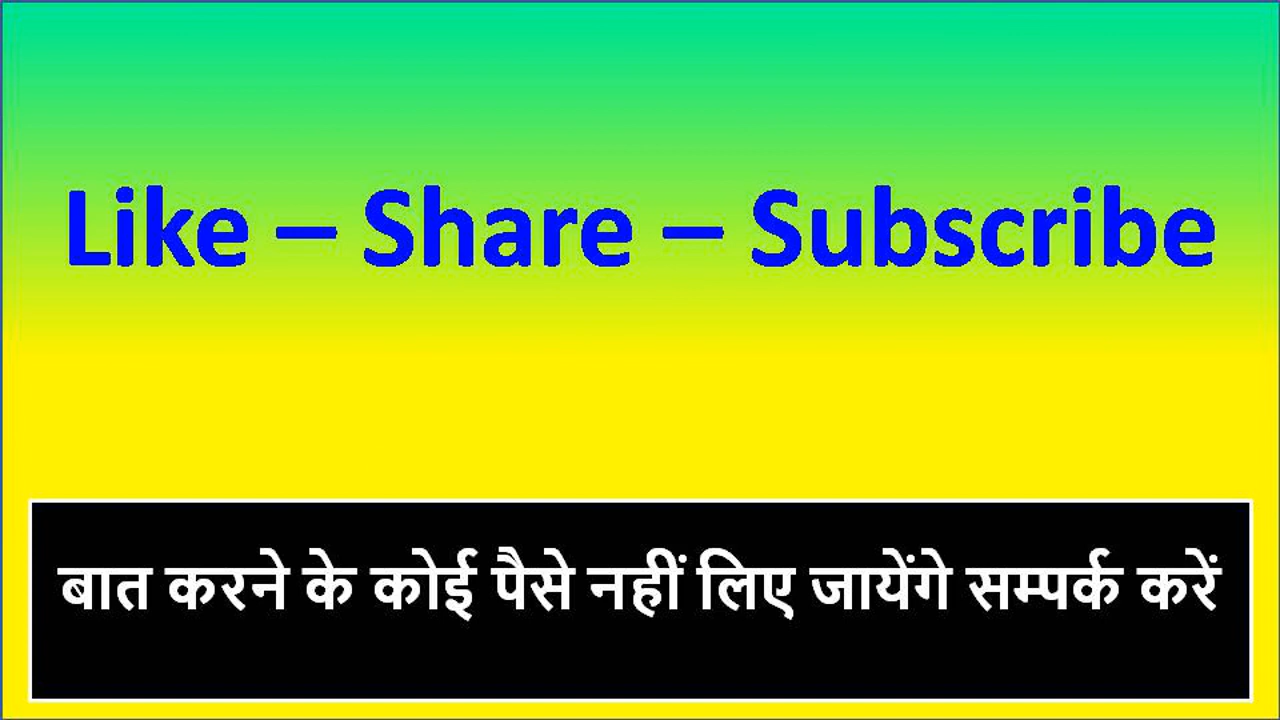 Like – Share – Subscribe
बात करने के कोई पैसे नहीं लिए जायेंगे सम्पर्क करें